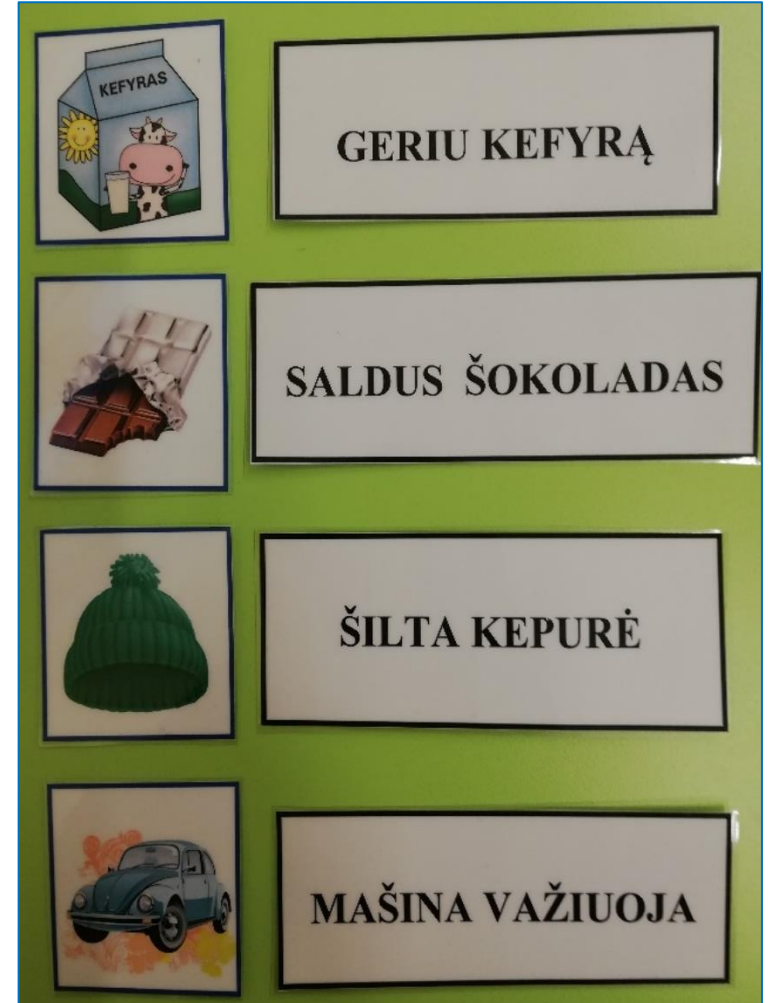 KEFYRAS
GERIU KEFYRĄ
SALDUS ŠOKOLADAS
ŠILTA KEPURĖ
MAŠINA VAŽIUOJA